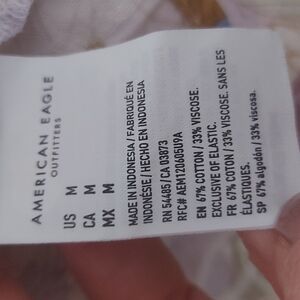 AMERICAN EAGLE
OUTFITTERS
US M
CA M
MX M
MADE IN INDONESIA / FABRIQUÉ EN
INDONÉSIE / HECHO EN INDONESIA
RN 54485 / CA 03873
RFC# AEM120605U9A
EN 67% COTTON / 33% VISCOSE.
EXCLUSIVE OF ELASTIC.
FR 67% COTON / 33% VISCOSE. SANS LES
ÉLASTIQUES.
SP 67% algodón / 33% viscosa.